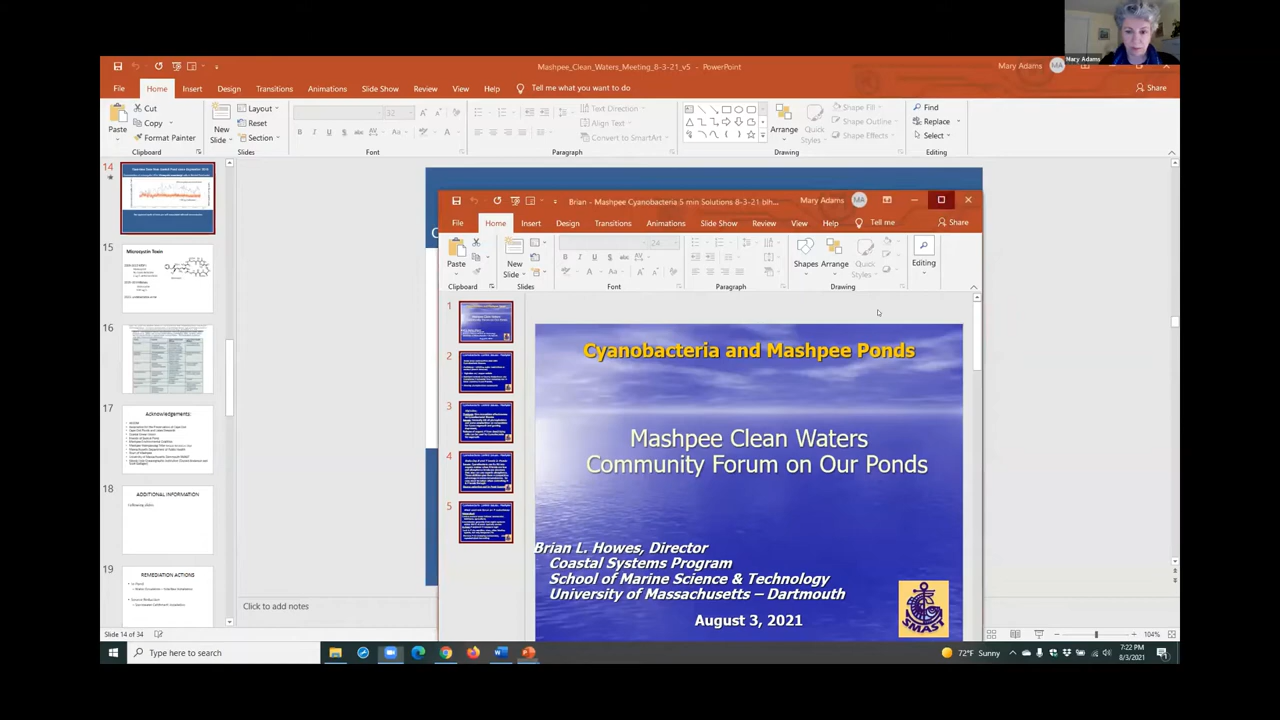 Mary Adams
Mashpee_Clean_Waters_Meeting_8-3-21_v5 - PowerPoint
Mary Adams MA
File Home Insert Design Transitions Animations Slide Show Review View Help Tell me what you want to do Share
Paste Cut Copy Format Painter
New Slide Layout Reset Section
32
Text Direction Align Text Convert to SmartArt
Arrange Quick Styles Shape Fill Shape Outline Shape Effects
Find Replace Select
Clipboard Slides Font Paragraph Drawing Editing
14
15
Microcystin Toxin
16
17
Acknowledgements:
18
ADDITIONAL INFORMATION
19
REMEDIATION ACTIONS
Brian - Mashpee Cyanobacteria 5 min Solutions 8-3-21 blh...
Mary Adams MA
File Home Insert Design Transitions Animations Slide Show Review View Help Tell me Share
Paste New Slide 24 Shapes Arrange Quick Styles Editing
Clipboard Slides Font Paragraph Drawing
1
2
3
4
5
Cyanobacteria and Mashpee Ponds
Mashpee Clean Waters
Community Forum on Our Ponds
Brian L. Howes, Director
Coastal Systems Program
School of Marine Science & Technology
University of Massachusetts – Dartmouth
August 3, 2021
SMAST
Click to add notes
Slide 14 of 34
104%
Type here to search
72°F Sunny
7:22 PM
8/3/2021